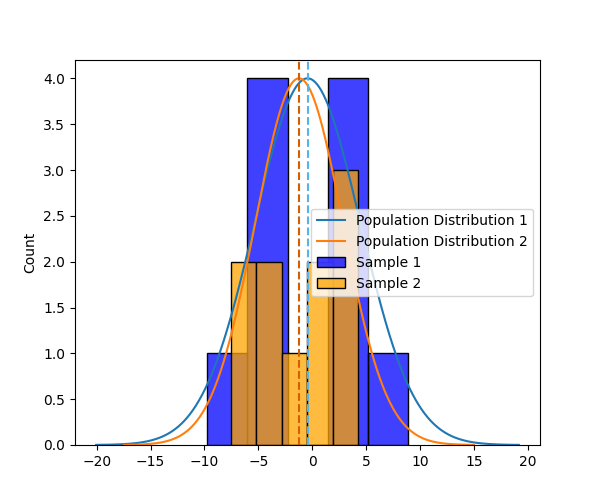 4.0
3.5
3.0
2.5
2.0
1.5
1.0
0.5
0.0
Count
Population Distribution 1
Population Distribution 2
Sample 1
Sample 2
−20 −15 −10 −5 0 5 10 15 20